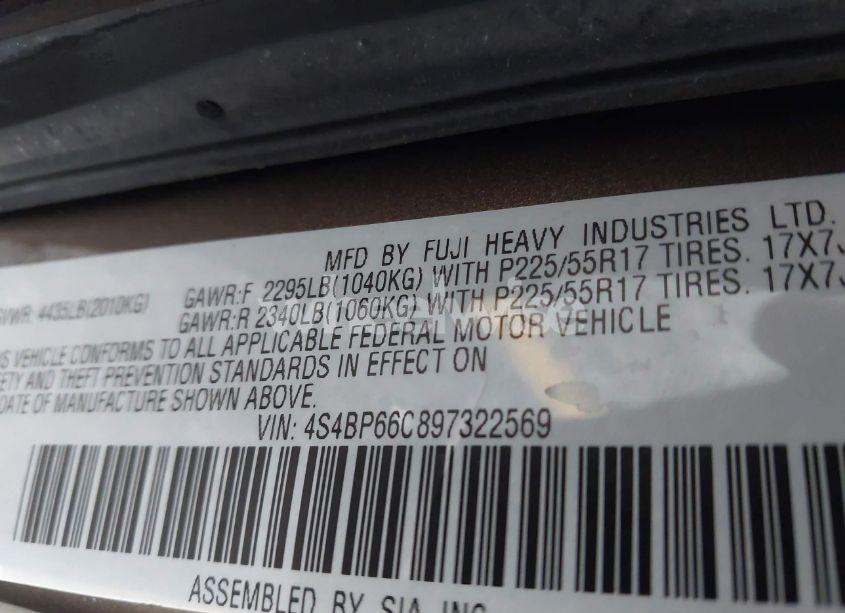 MFD BY FUJI HEAVY INDUSTRIES LTD.
GVWR: 4435LB(2010KG) GAWR:F 2295LB(1040KG) WITH P225/55R17 TIRES. 17X7J
GAWR:R 2340LB(1060KG) WITH P225/55R17 TIRES. 17X7J
VEHICLE CONFORMS TO ALL APPLICABLE FEDERAL MOTOR VEHICLE
AND THEFT PREVENTION STANDARDS IN EFFECT ON
DATE OF MANUFACTURE SHOWN ABOVE.
VIN: 4S4BP66C897322569
ASSEMBLED BY SIA INC